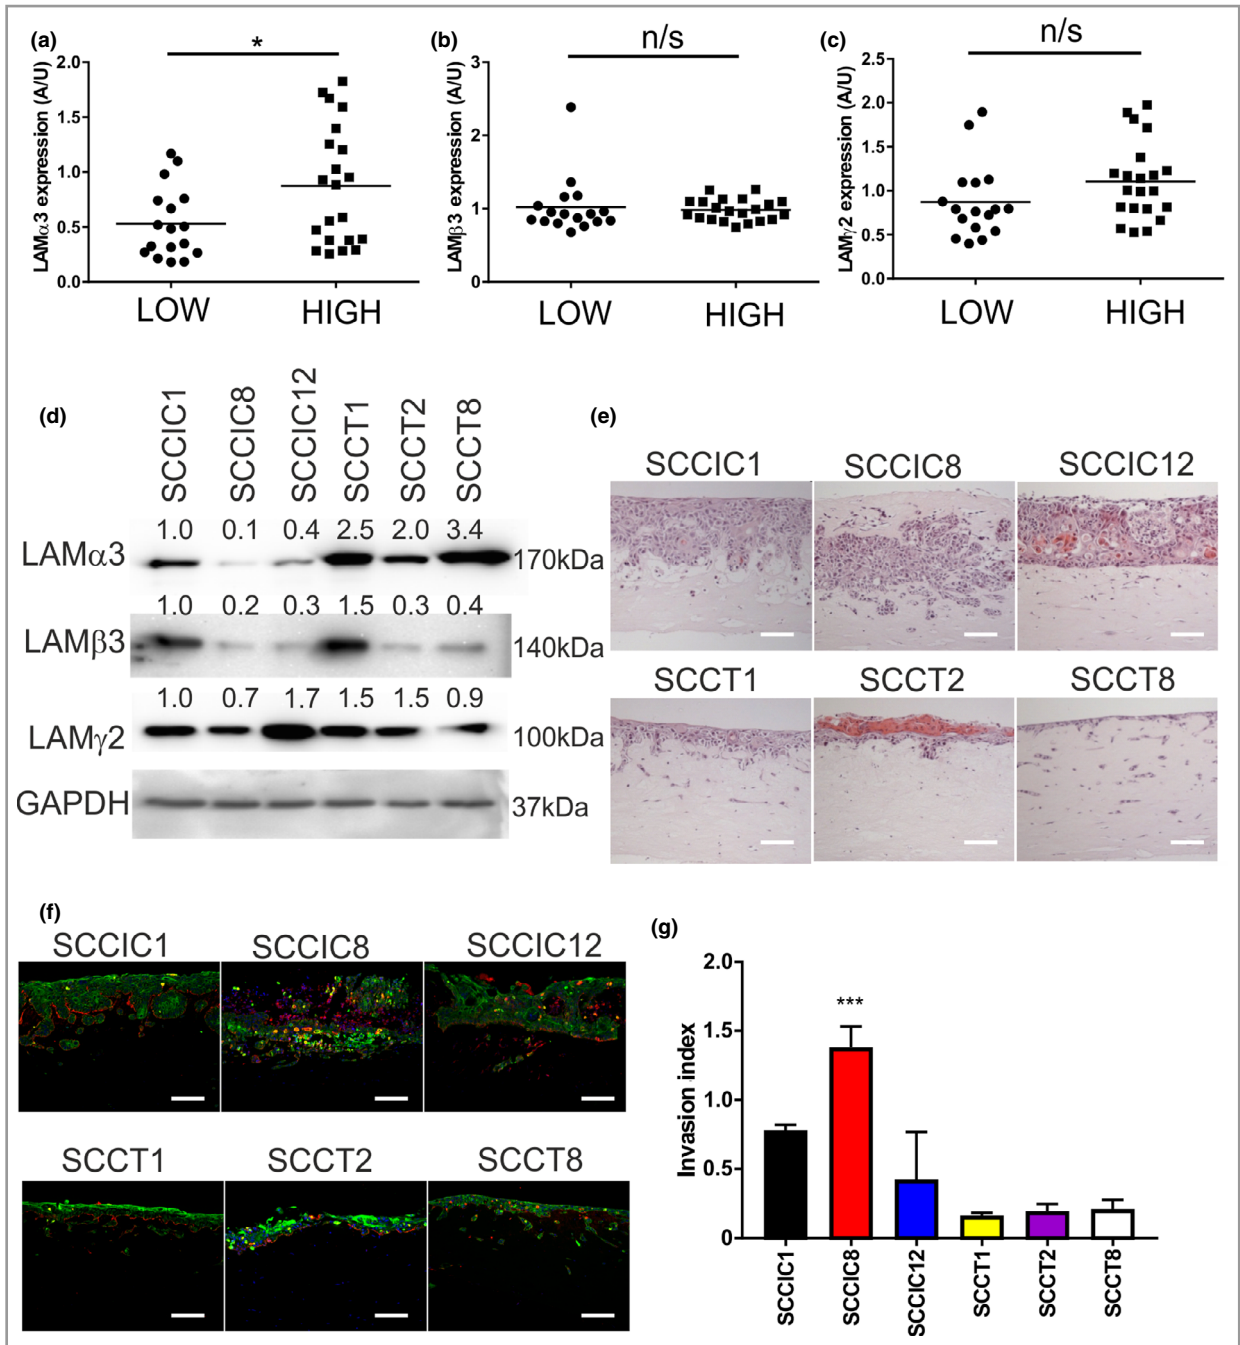 (a)
*
LAMα3 expression (A/U)
2.0
1.5
1.0
0.5
0.0
LOW
HIGH
(b)
n/s
LAMβ3 expression (A/U)
3
2
1
0
LOW
HIGH
(c)
n/s
LAMγ2 expression (A/U)
2.5
2.0
1.5
1.0
0.5
0.0
LOW
HIGH
(d)
SCCIC1
SCCIC8
SCCIC12
SCCT1
SCCT2
SCCT8
1.0 0.1 0.4 2.5 2.0 3.4
LAMα3
170kDa
1.0 0.2 0.3 1.5 0.3 0.4
LAMβ3
140kDa
1.0 0.7 1.7 1.5 1.5 0.9
LAMγ2
100kDa
GAPDH
37kDa
(e)
SCCIC1
SCCIC8
SCCIC12
SCCT1
SCCT2
SCCT8
(f)
SCCIC1
SCCIC8
SCCIC12
SCCT1
SCCT2
SCCT8
(g)
Invasion index
2.0
1.5
1.0
0.5
0
***
SCCIC1
SCCIC8
SCCIC12
SCCT1
SCCT2
SCCT8